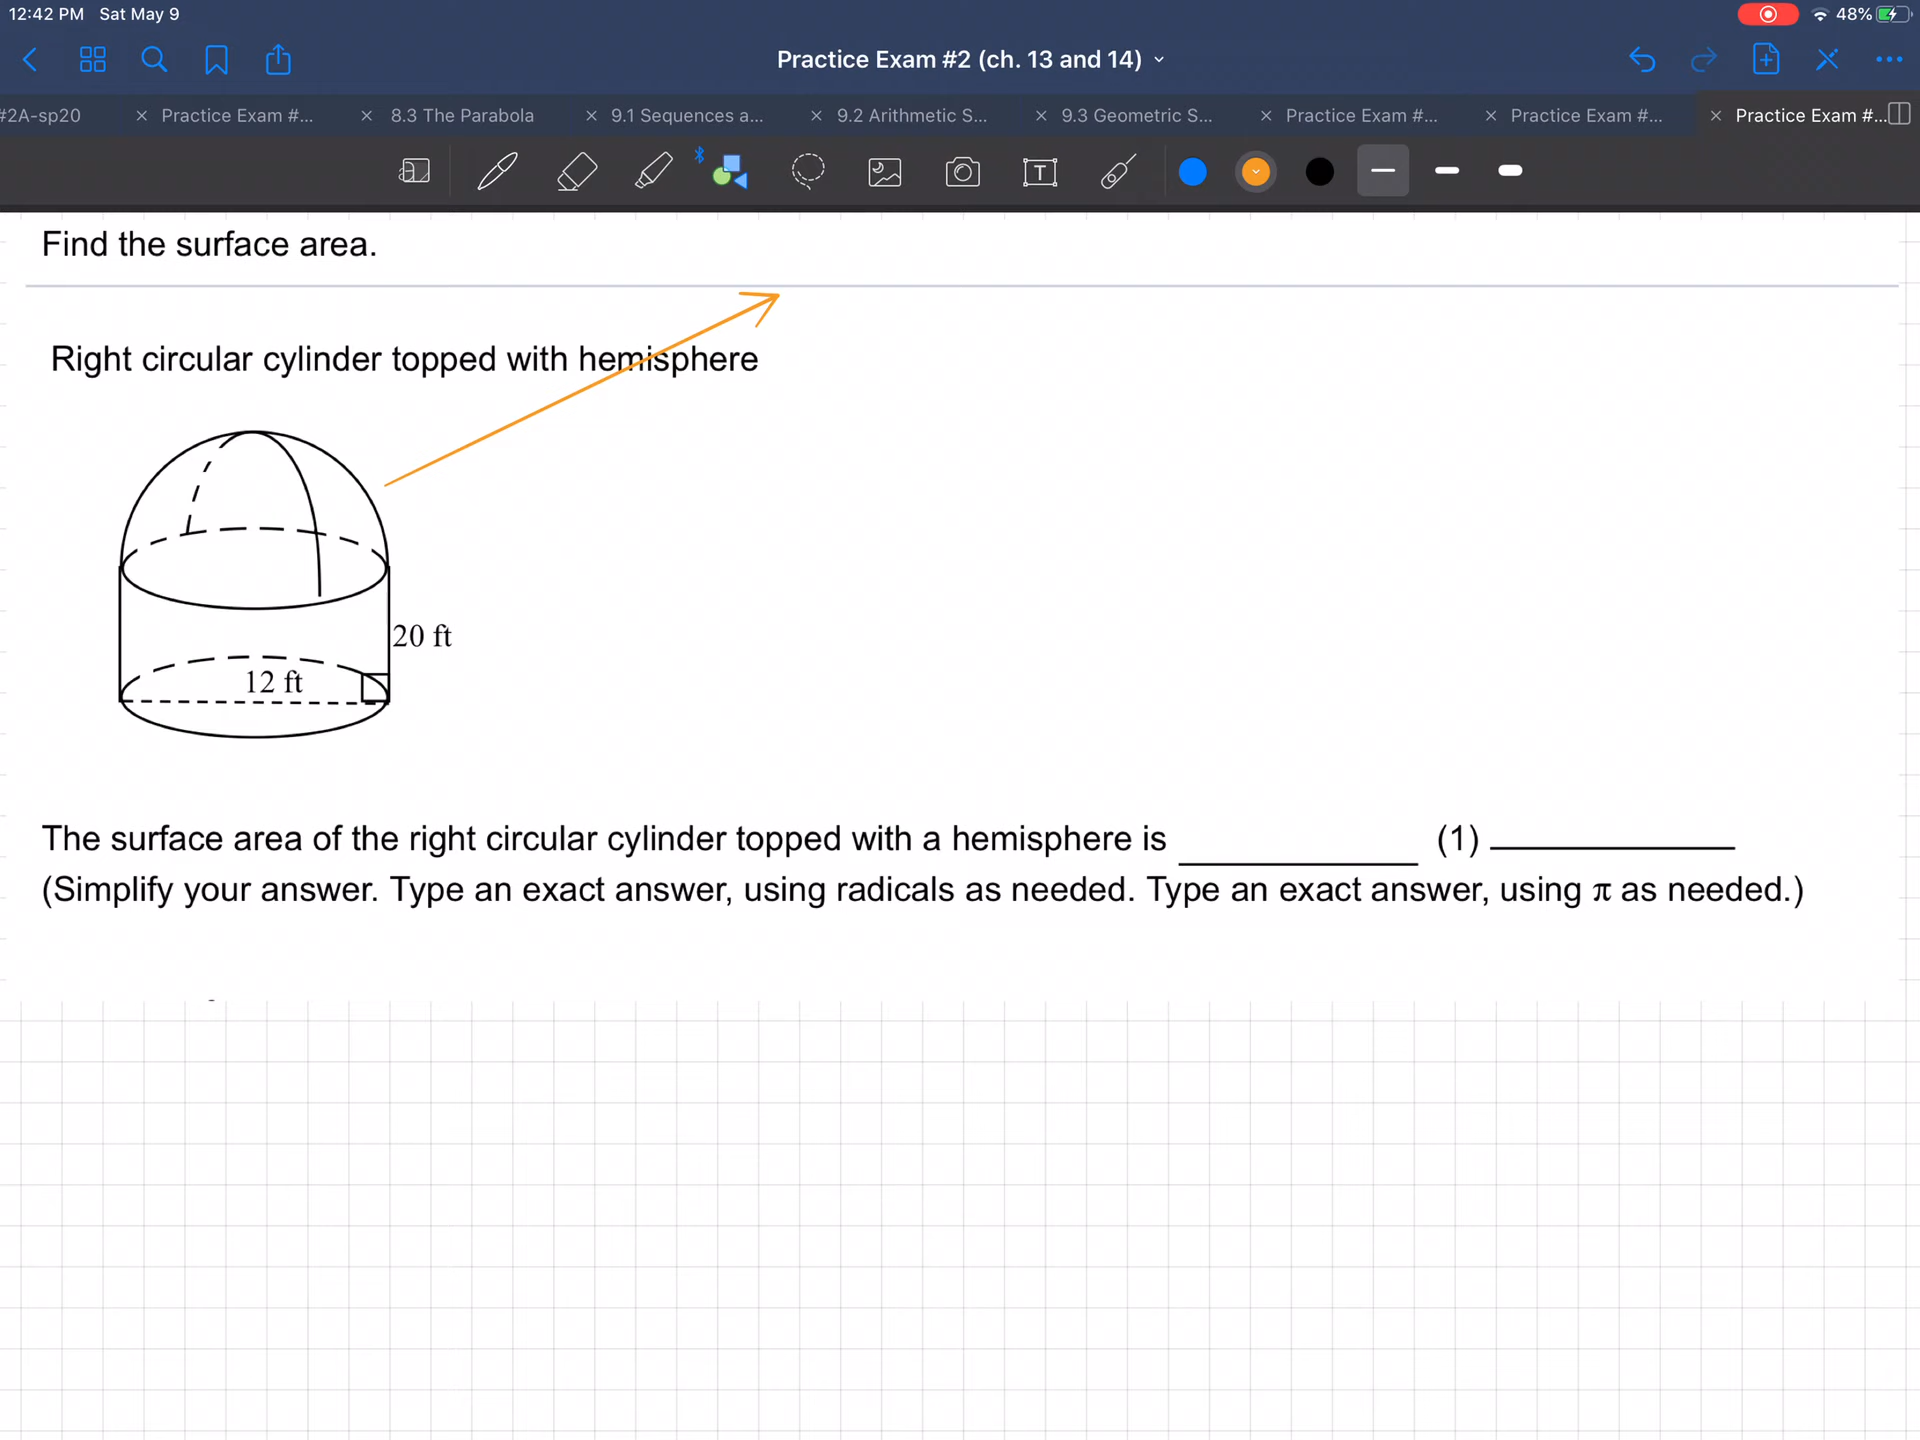 12:42 PM Sat May 9
48%
Practice Exam #2 (ch. 13 and 14)
#2A-sp20
Practice Exam #...
8.3 The Parabola
9.1 Sequences a...
9.2 Arithmetic S...
9.3 Geometric S...
Practice Exam #...
Practice Exam #...
Practice Exam #...
T
Find the surface area.
Right circular cylinder topped with hemisphere
20 ft
12 ft
The surface area of the right circular cylinder topped with a hemisphere is ________ (1) ________
(Simplify your answer. Type an exact answer, using radicals as needed. Type an exact answer, using π as needed.)